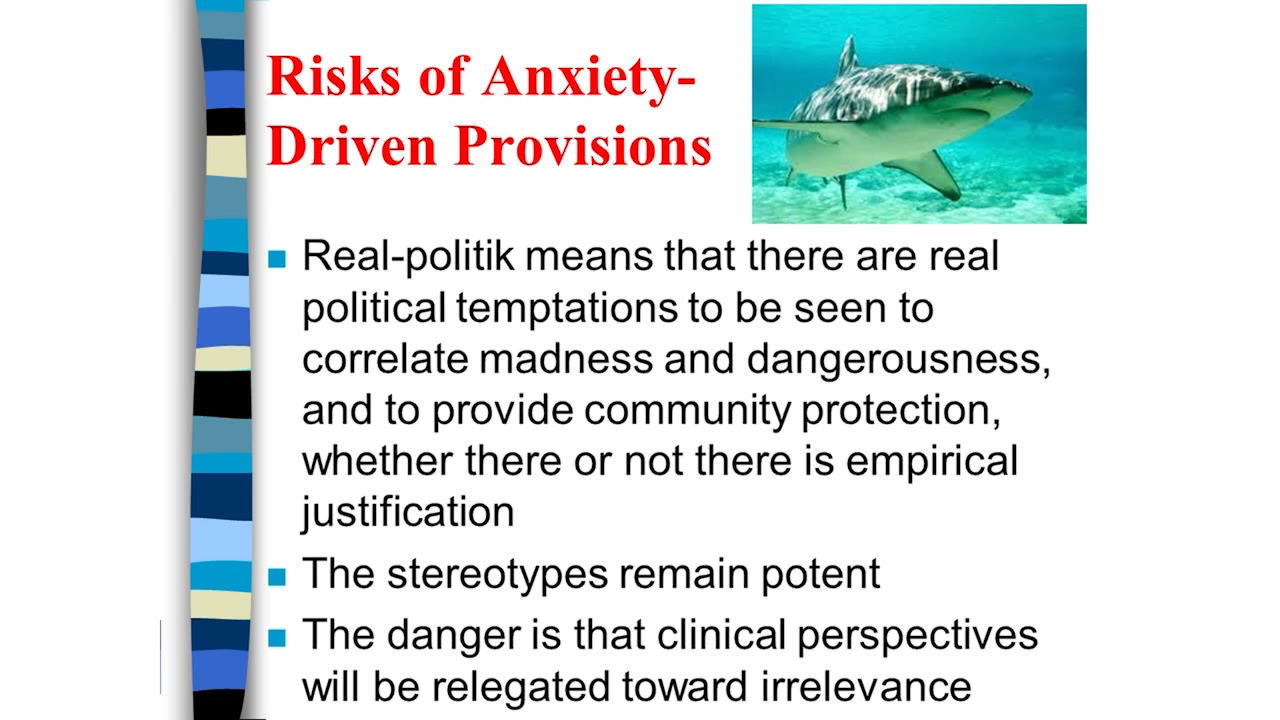 Risks of Anxiety-
Driven Provisions
Real-politik means that there are real
political temptations to be seen to
correlate madness and dangerousness,
and to provide community protection,
whether there or not there is empirical
justification
The stereotypes remain potent
The danger is that clinical perspectives
will be relegated toward irrelevance